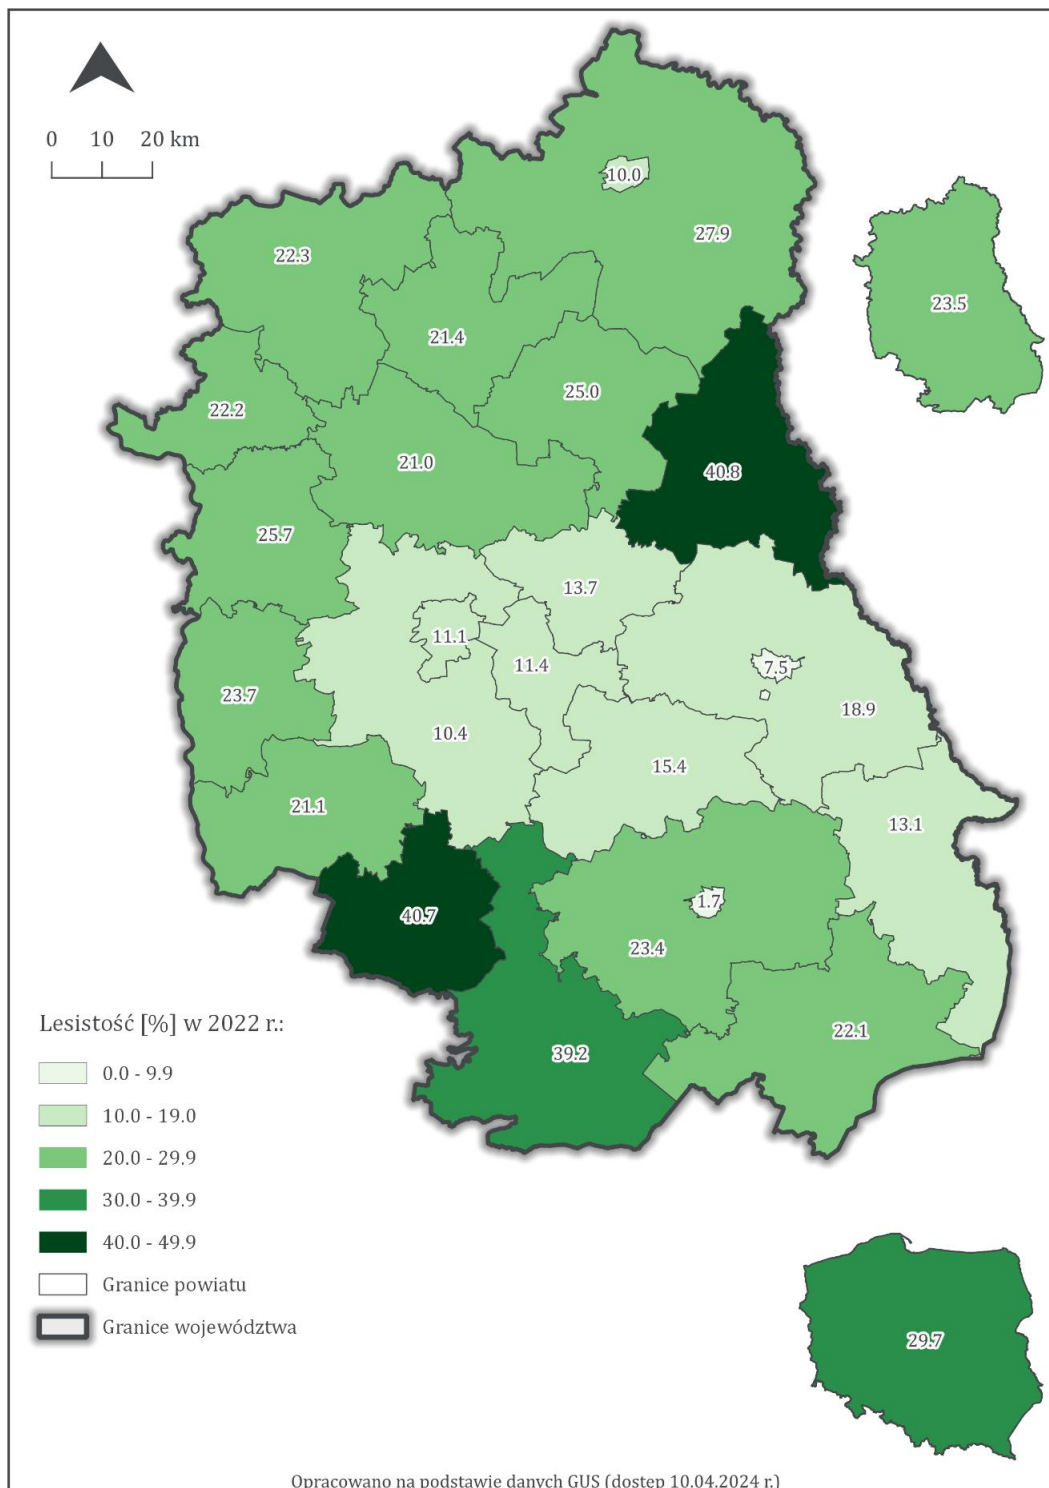 0 10 20 km
10.0
27.9
22.3
23.5
21.4
25.0
22.2
21.0
40.8
25.7
13.7
11.1
11.4
7.5
23.7
18.9
10.4
15.4
21.1
13.1
1.7
40.7
23.4
22.1
39.2
Lesistość [%] w 2022 r.:
0.0 - 9.9
10.0 - 19.0
20.0 - 29.9
30.0 - 39.9
40.0 - 49.9
Granice powiatu
Granice województwa
29.7
Opracowano na podstawie danych GUS (dostęp 10.04.2024 r.)